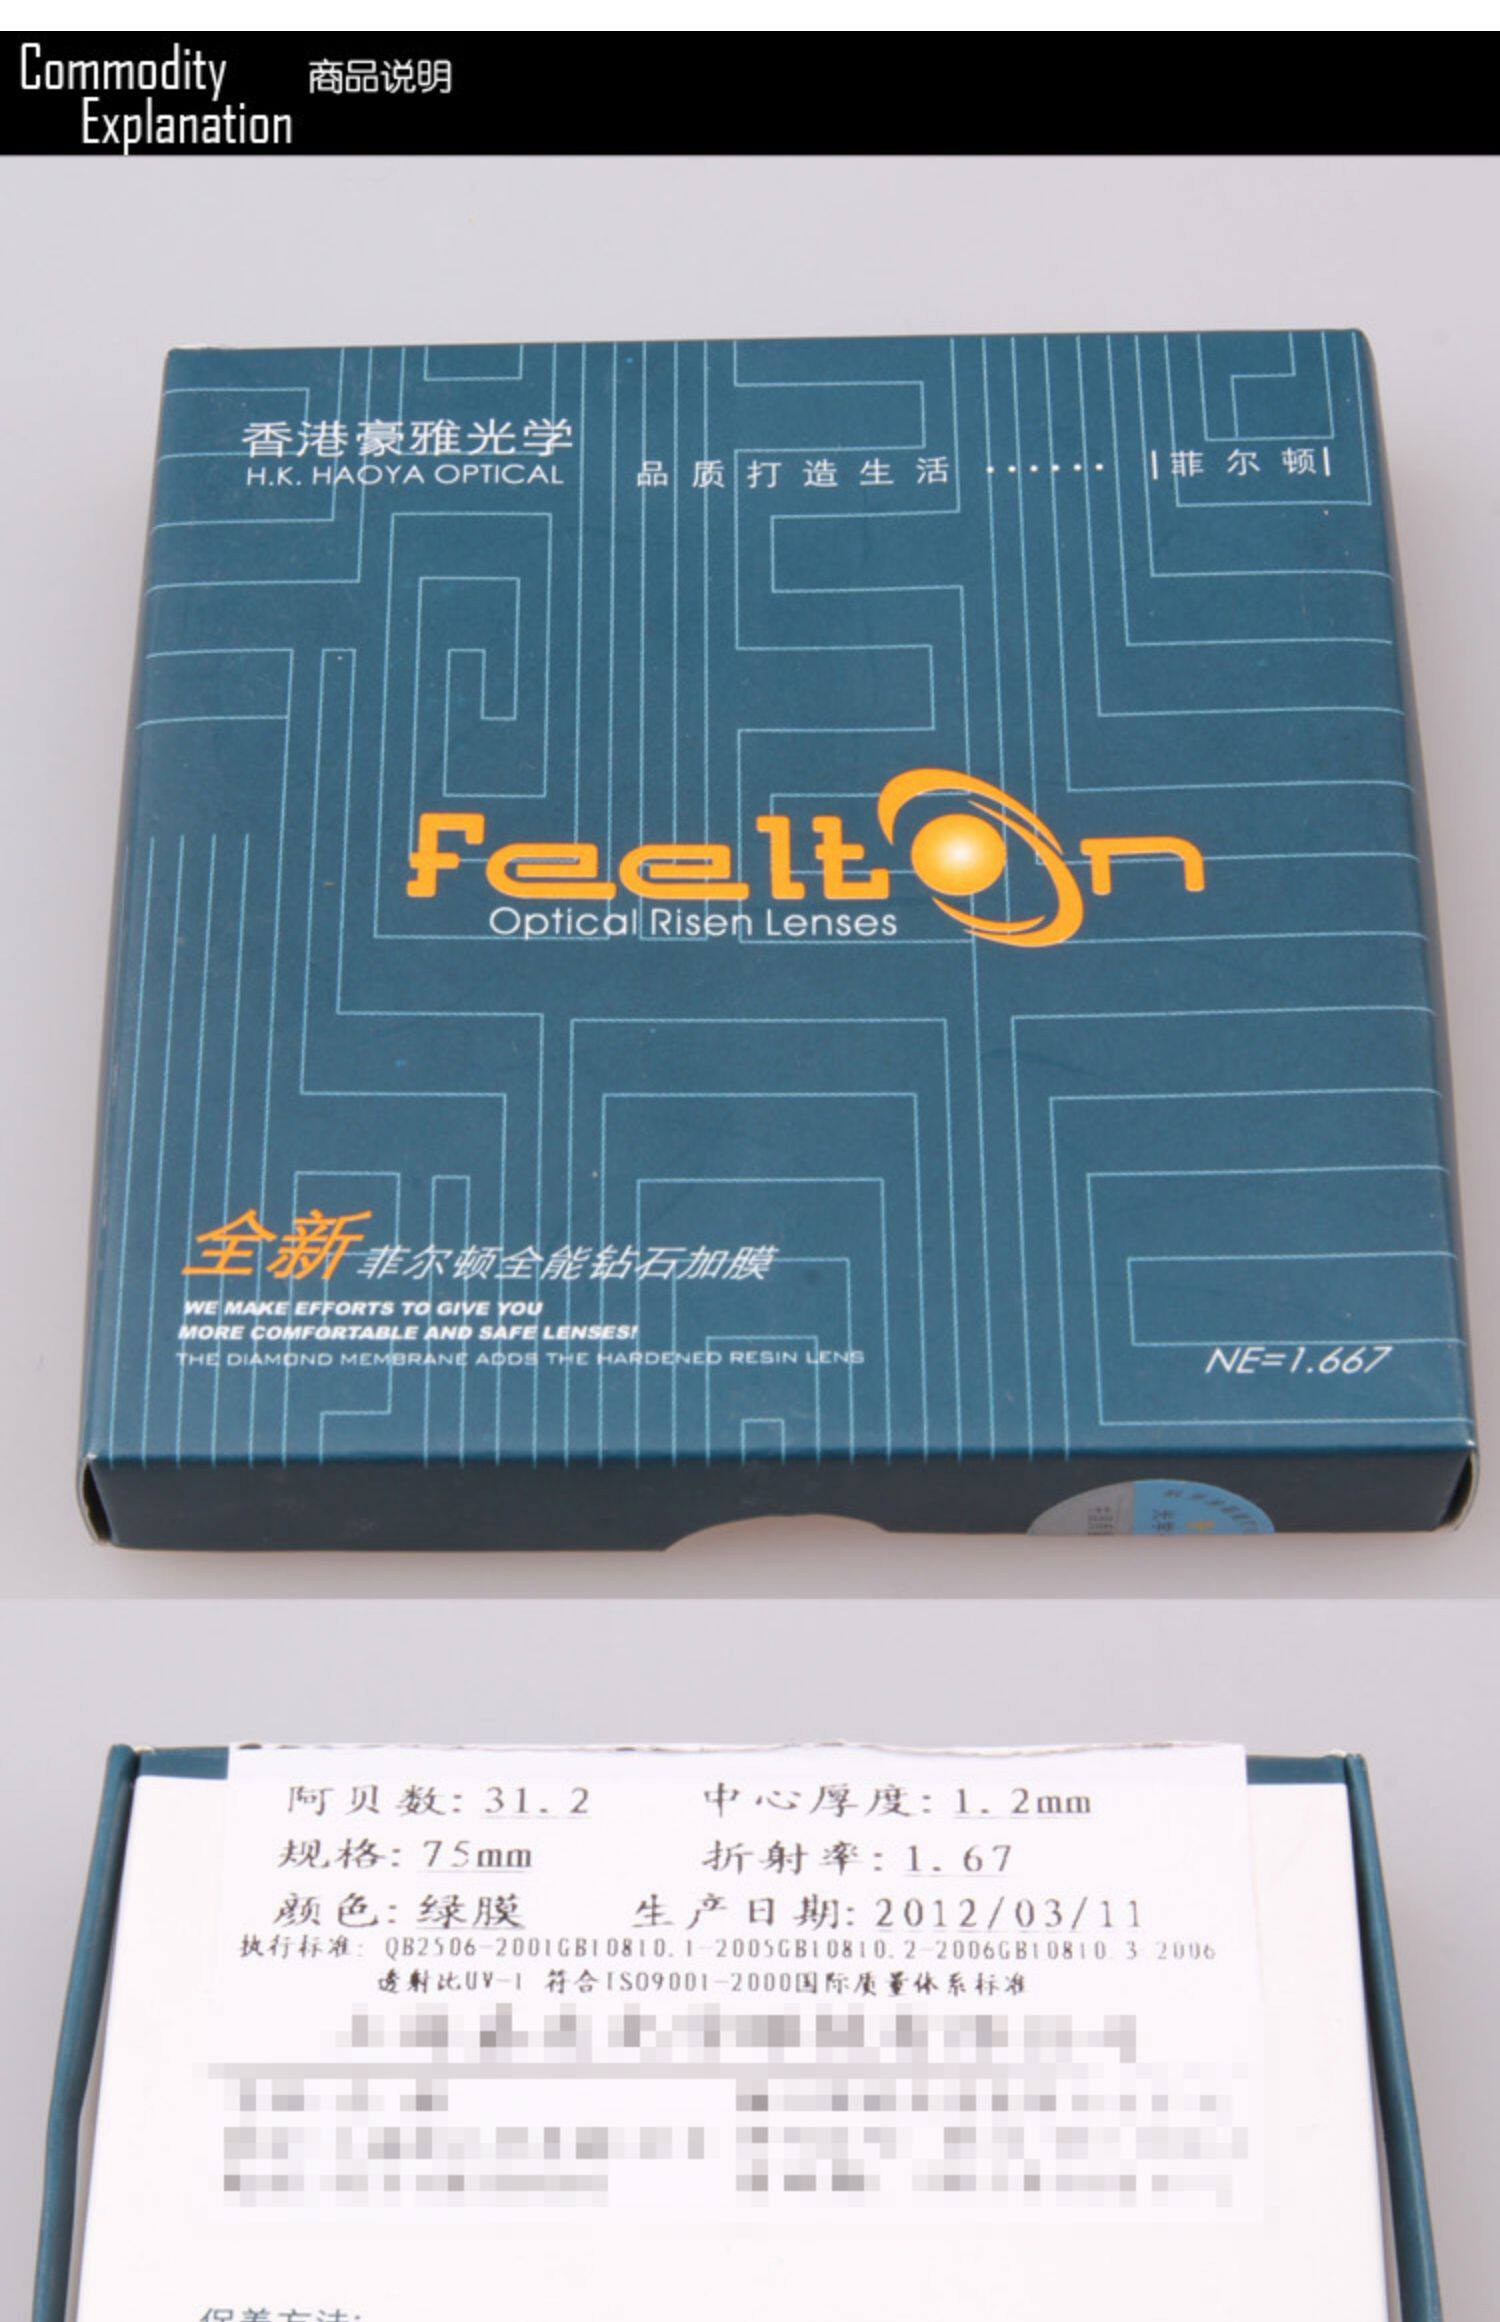 Commodity 商品说明
Explanation
香港豪雅光学
H.K. HAOYA OPTICAL
品质打造生活 ······ |菲尔顿|
Feelton
Optical Risen Lenses
全新菲尔顿全能钻石加膜
WE MAKE EFFORTS TO GIVE YOU
MORE COMFORTABLE AND SAFE LENSES!
THE DIAMOND MEMBRANE ADDS THE HARDENED RESIN LENS
NE=1.667
阿贝数: 31.2 中心厚度: 1.2mm
规格: 75mm 折射率: 1.67
颜色: 绿膜 生产日期: 2012/03/11
执行标准: QB2506-2001GB10810.1-2005GB10810.2-2006GB10810.3-2006
透射比UV-1 符合ISO9001-2000国际质量体系标准
保养方法: